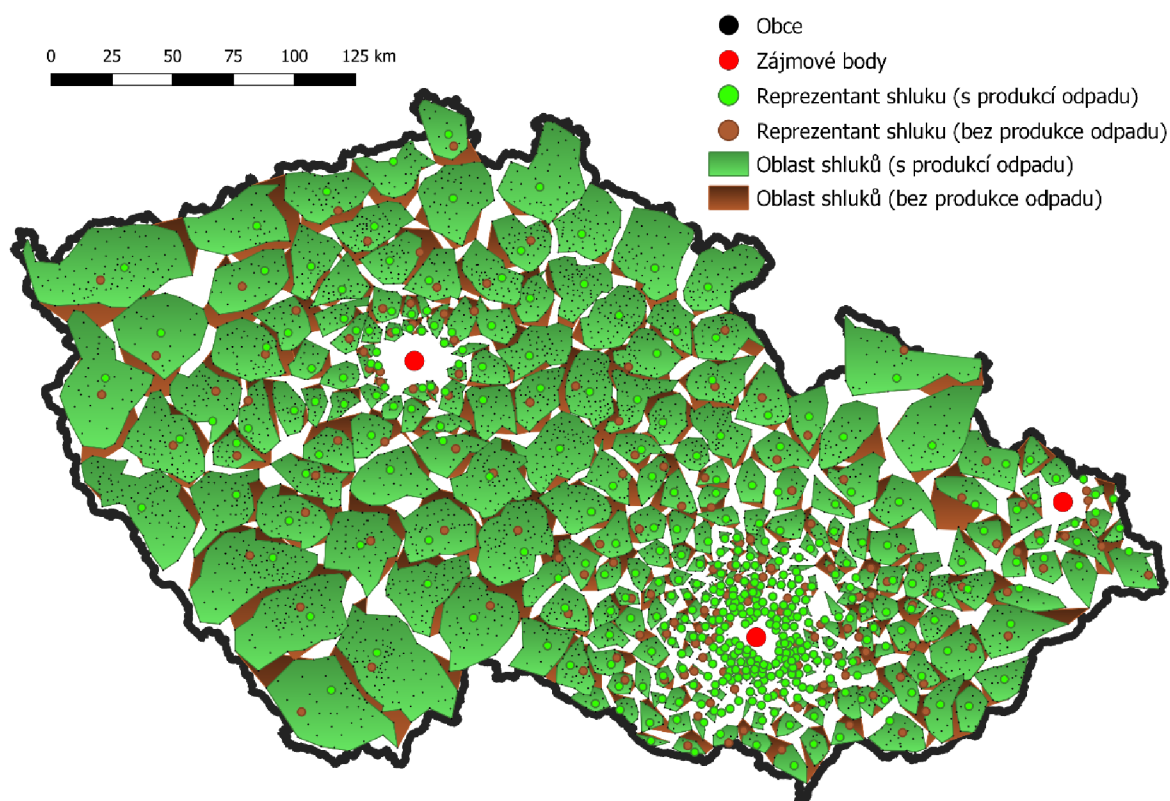 0 25 50 75 100 125 km
Obce
Zájmové body
Reprezentant shluku (s produkcí odpadu)
Reprezentant shluku (bez produkce odpadu)
Oblast shluků (s produkcí odpadu)
Oblast shluků (bez produkce odpadu)